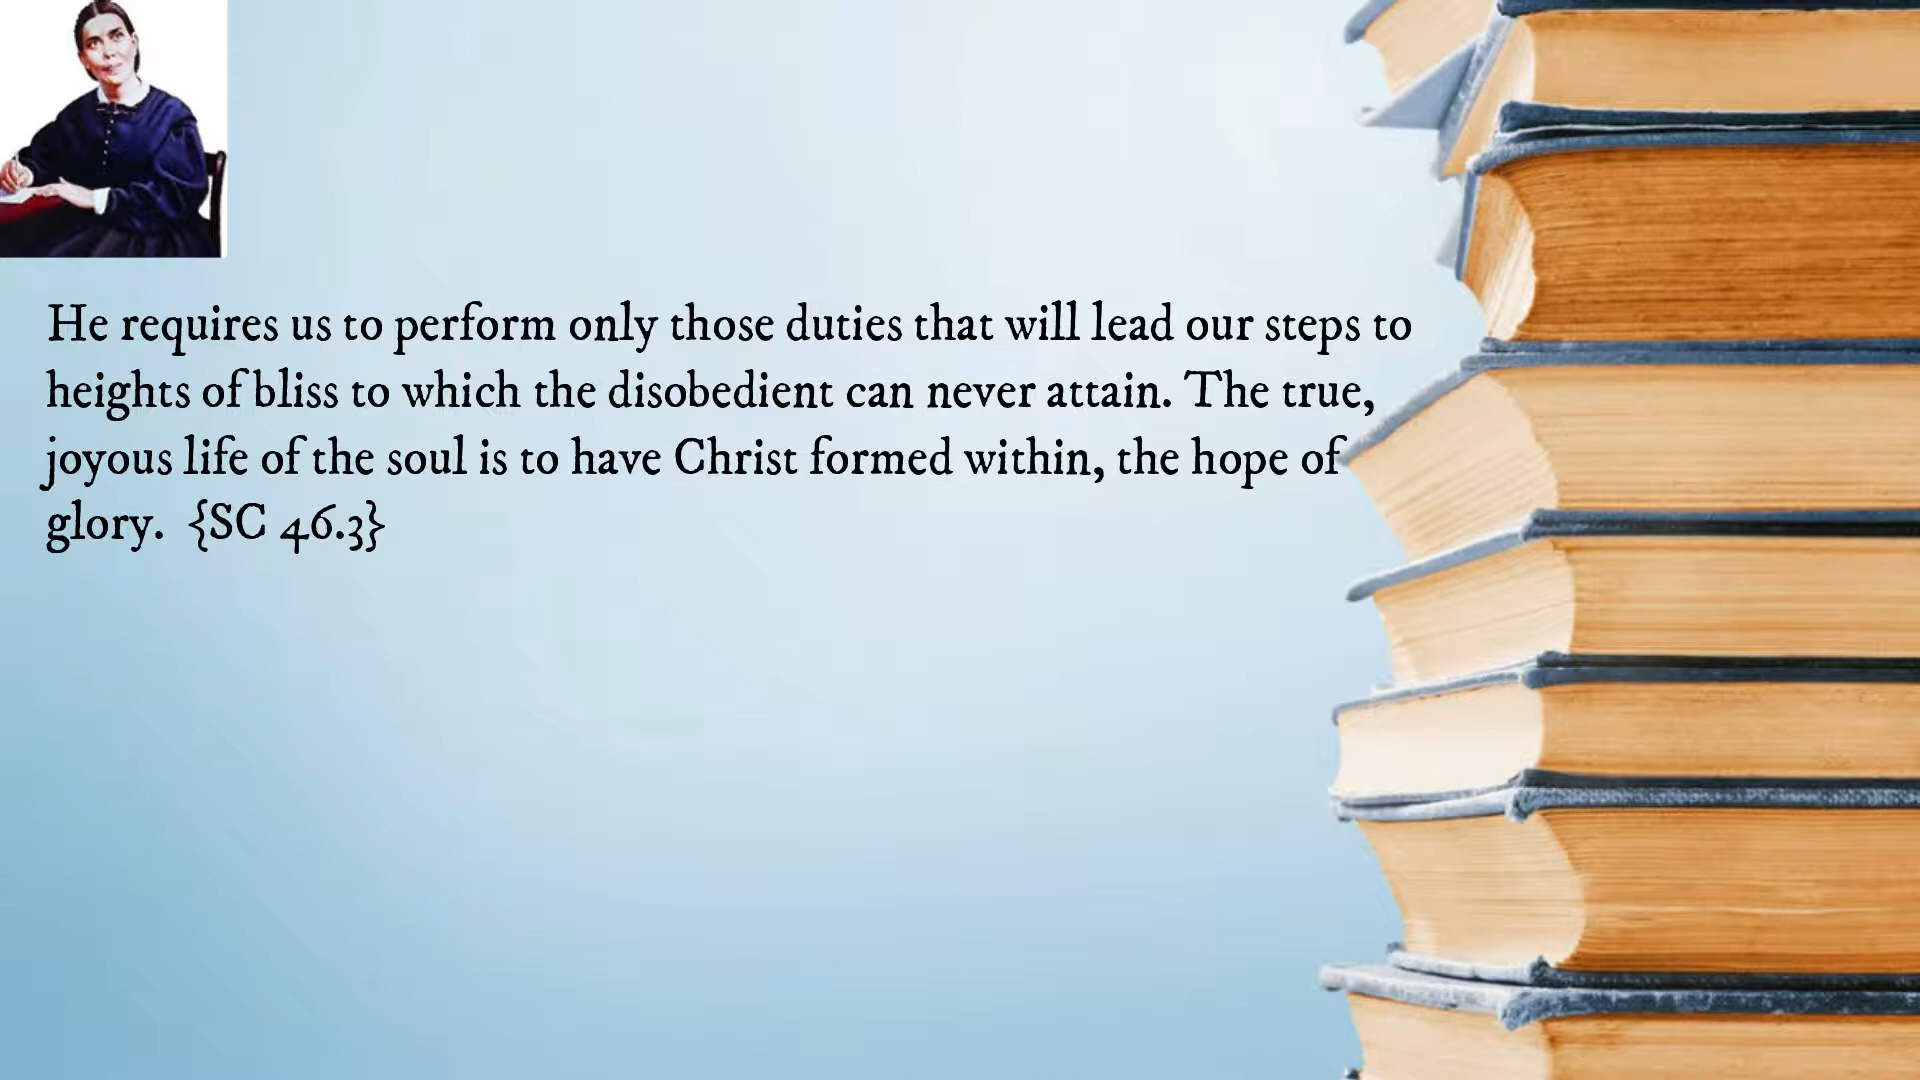 He requires us to perform only those duties that will lead our steps to
heights of bliss to which the disobedient can never attain. The true,
joyous life of the soul is to have Christ formed within, the hope of
glory.  {SC 46.3}